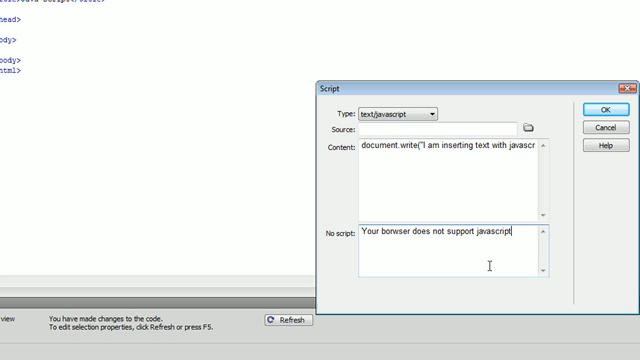 head>
ody>
ody>
html>
Script
Type: text/javascript
OK
Source:
Cancel
Content: document.write("I am inserting text with javascr
Help
No script: Your borwser does not support javascript
view
You have made changes to the code.
To edit selection properties, click Refresh or press F5.
Refresh